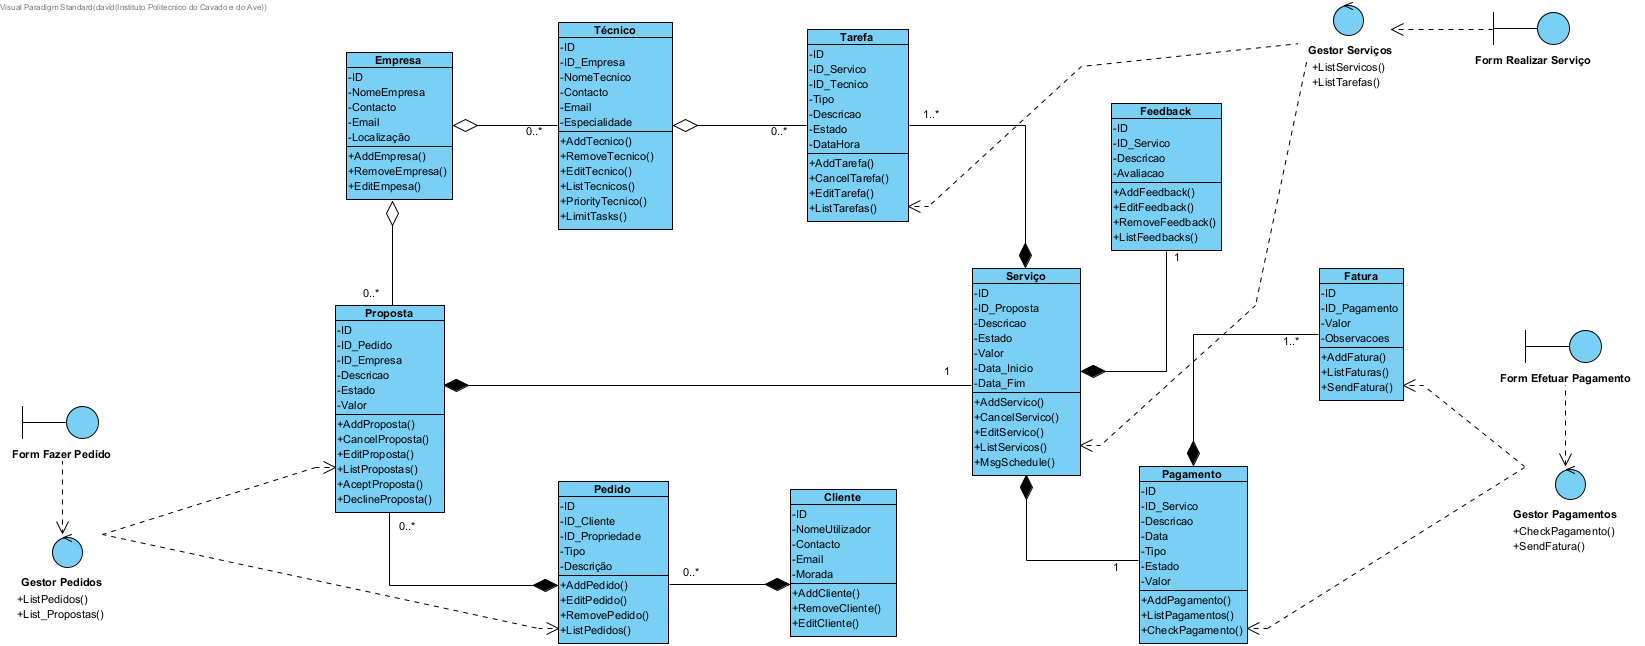 Visual Paradigm Standard(david(Instituto Politecnico do Cavado e do Ave))
Empresa
-ID
-NomeEmpresa
-Contacto
-Email
-Localização
+AddEmpresa()
+RemoveEmpresa()
+EditEmpesa()
0..*
Técnico
-ID
-ID_Empresa
-NomeTecnico
-Contacto
-Email
-Especialidade
+AddTecnico()
+RemoveTecnico()
+EditTecnico()
+ListTecnicos()
+PriorityTecnico()
+LimitTasks()
0..*
Tarefa
-ID
-ID_Servico
-ID_Tecnico
-Tipo
-Descricao
-Estado
-DataHora
+AddTarefa()
+CancelTarefa()
+EditTarefa()
+ListTarefas()
1..*
Feedback
-ID
-ID_Servico
-Descricao
-Avaliacao
+AddFeedback()
+EditFeedback()
+RemoveFeedback()
+ListFeedbacks()
1
Gestor Serviços
+ListServicos()
+ListTarefas()
Form Realizar Serviço
0..*
Proposta
-ID
-ID_Pedido
-ID_Empresa
-Descricao
-Estado
-Valor
+AddProposta()
+CancelProposta()
+EditProposta()
+ListPropostas()
+AceptProposta()
+DeclineProposta()
0..*
1
Serviço
-ID
-ID_Proposta
-Descricao
-Estado
-Valor
-Data_Inicio
-Data_Fim
+AddServico()
+CancelServico()
+EditServico()
+ListServicos()
+MsgSchedule()
1
Fatura
-ID
-ID_Pagamento
-Valor
-Observacoes
+AddFatura()
+ListFaturas()
+SendFatura()
1..*
Form Efetuar Pagamento
Form Fazer Pedido
Gestor Pedidos
+ListPedidos()
+List_Propostas()
Pedido
-ID
-ID_Cliente
-ID_Propriedade
-Tipo
-Descrição
+AddPedido()
+EditPedido()
+RemovePedido()
+ListPedidos()
0..*
Cliente
-ID
-NomeUtilizador
-Contacto
-Email
-Morada
+AddCliente()
+RemoveCliente()
+EditCliente()
Pagamento
-ID
-ID_Servico
-Descricao
-Data
-Tipo
-Estado
-Valor
+AddPagamento()
+ListPagamentos()
+CheckPagamento()
Gestor Pagamentos
+CheckPagamento()
+SendFatura()